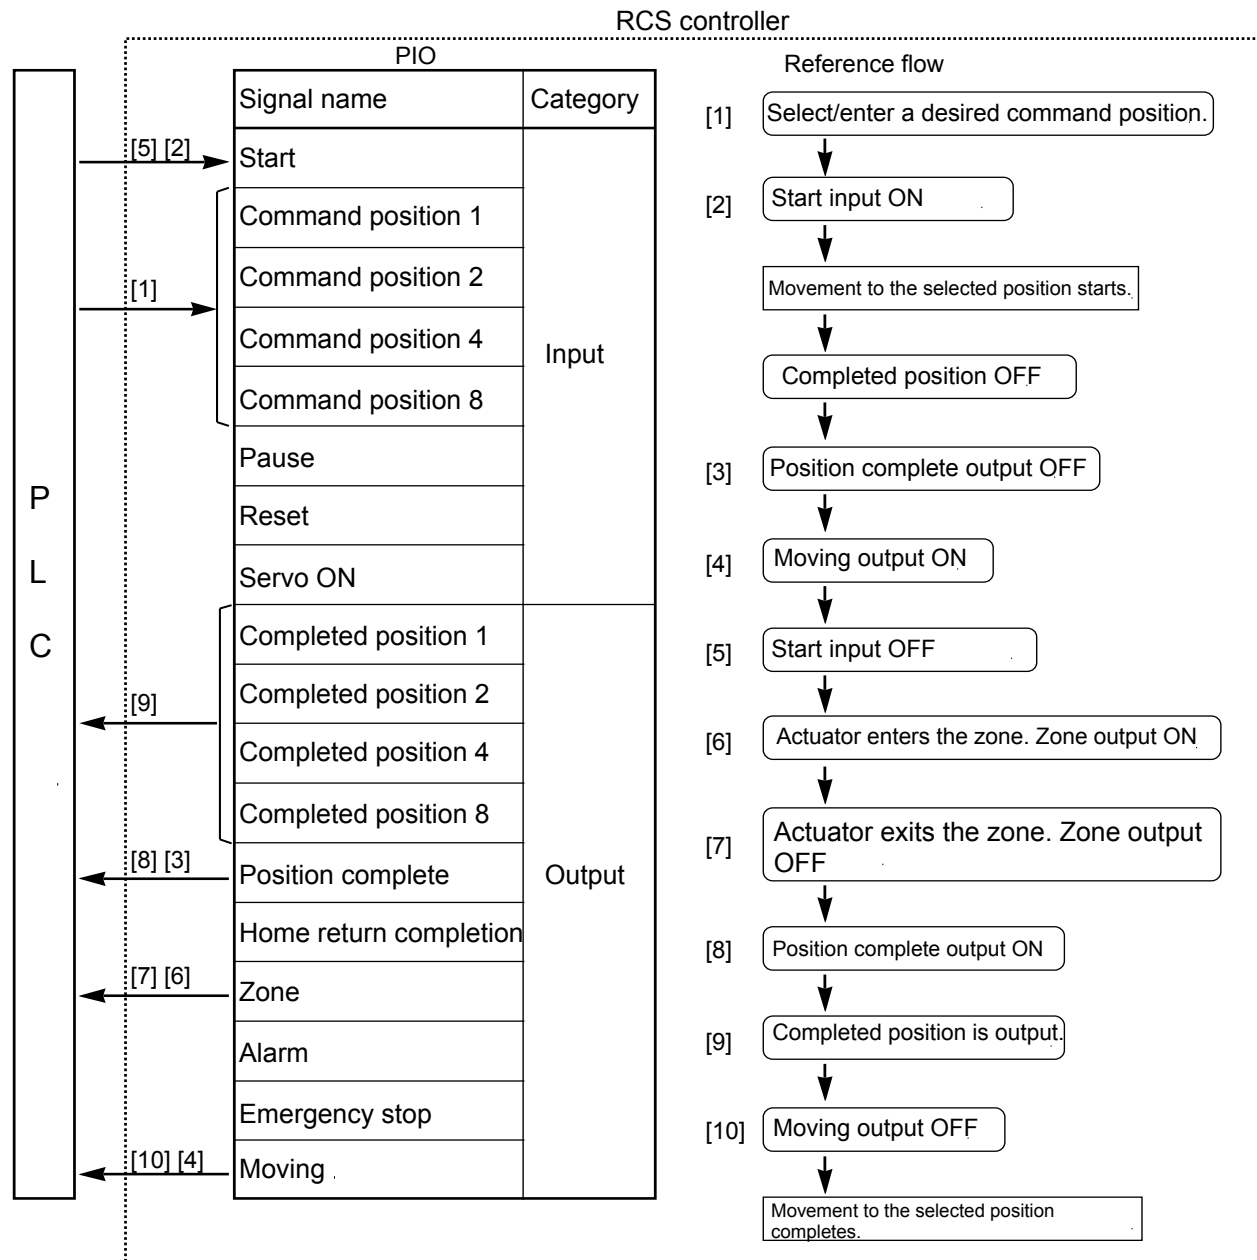 RCS controller
PIO
Signal name
Category
[5] [2]
Start
Command position 1
Command position 2
[1]
Command position 4
Input
Command position 8
Pause
Reset
Servo ON
P
L
C
Completed position 1
Completed position 2
[9]
Completed position 4
Completed position 8
[8] [3]
Position complete
Output
Home return completion
[7] [6]
Zone
Alarm
Emergency stop
[10] [4]
Moving
Reference flow
[1]
Select/enter a desired command position.
[2]
Start input ON
Movement to the selected position starts.
Completed position OFF
[3]
Position complete output OFF
[4]
Moving output ON
[5]
Start input OFF
[6]
Actuator enters the zone. Zone output ON
[7]
Actuator exits the zone. Zone output
OFF
[8]
Position complete output ON
[9]
Completed position is output.
[10]
Moving output OFF
Movement to the selected position
completes.